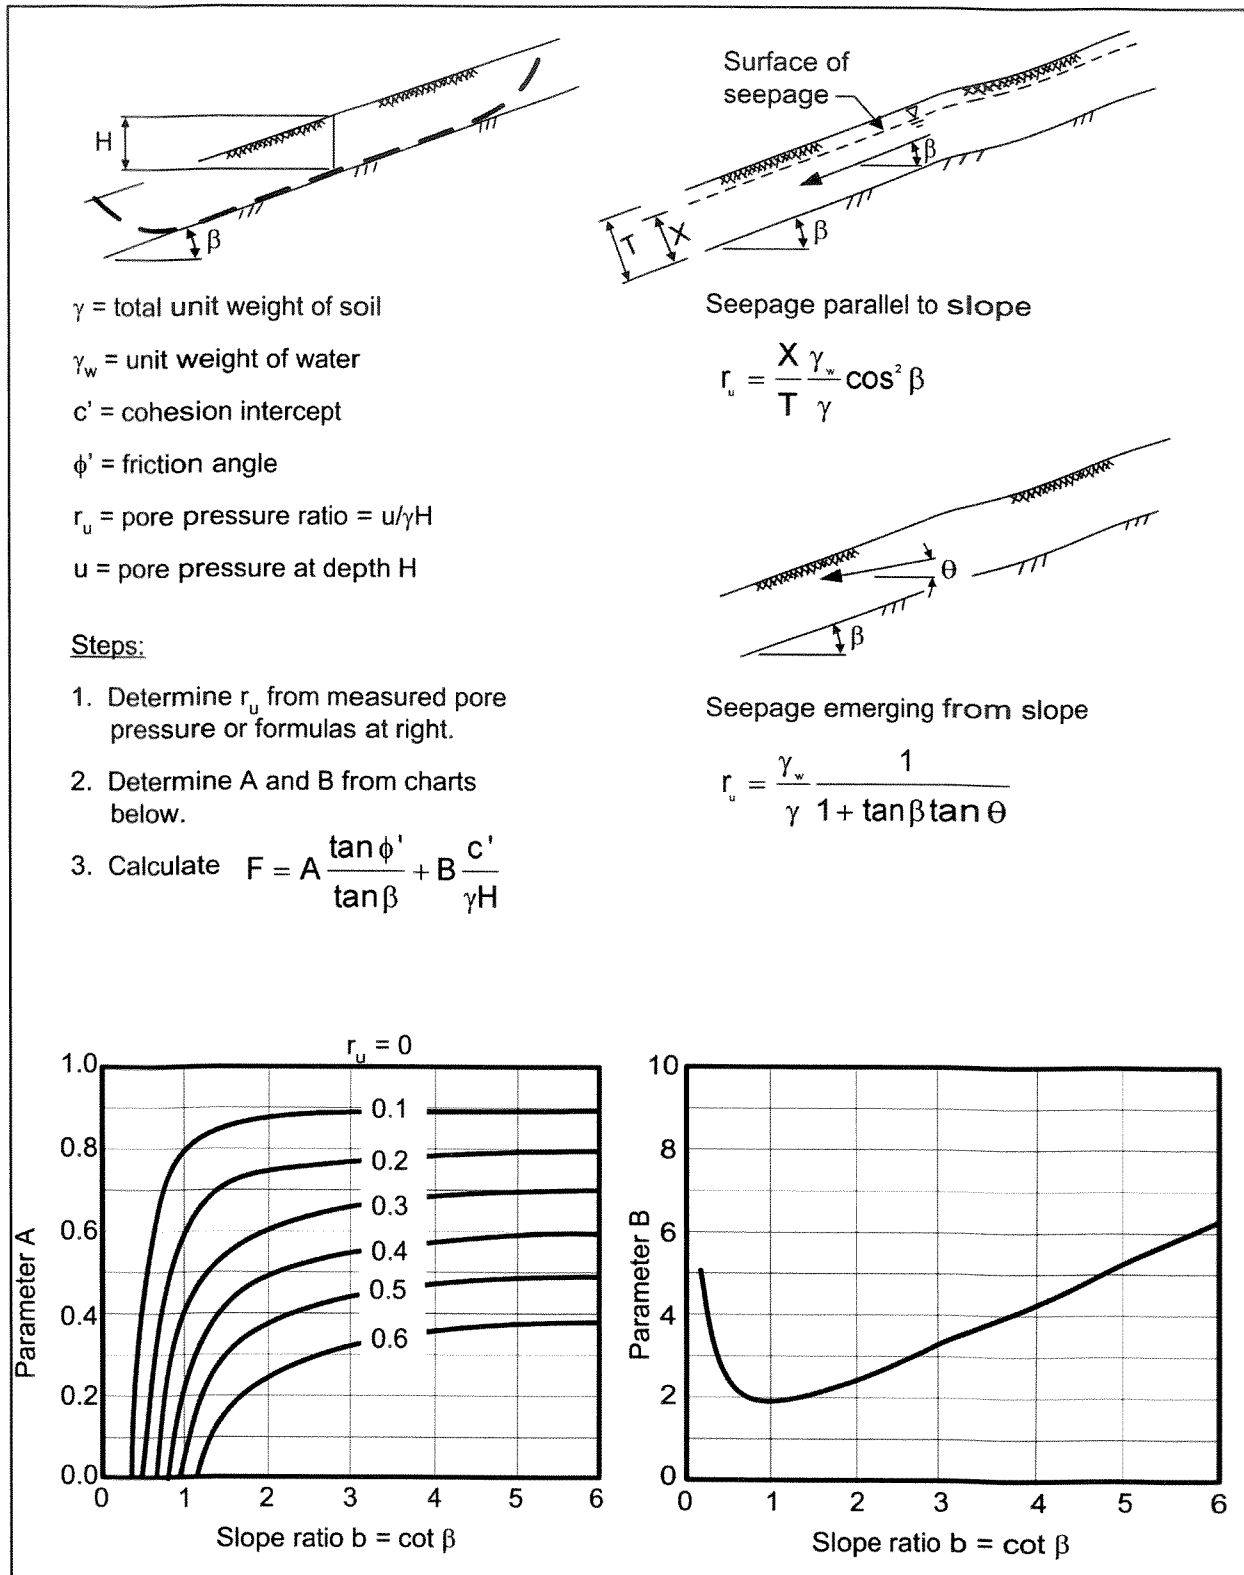 H
β
γ = total unit weight of soil
γw = unit weight of water
c' = cohesion intercept
ϕ' = friction angle
ru = pore pressure ratio = u/γH
u = pore pressure at depth H
Steps:
1. Determine ru from measured pore
pressure or formulas at right.
2. Determine A and B from charts
below.
3. Calculate F = A tan ϕ' / tan β + B c' / γH
Surface of
seepage
β
T
X
β
Seepage parallel to slope
ru = X/T γw/γ cos² β
θ
β
Seepage emerging from slope
ru = γw/γ 1/(1 + tan β tan θ)
ru = 0
1.0
0.8
0.6
0.4
0.2
0.0
Parameter A
0.1
0.2
0.3
0.4
0.5
0.6
0 1 2 3 4 5 6
Slope ratio b = cot β
10
8
6
4
2
0
Parameter B
0 1 2 3 4 5 6
Slope ratio b = cot β